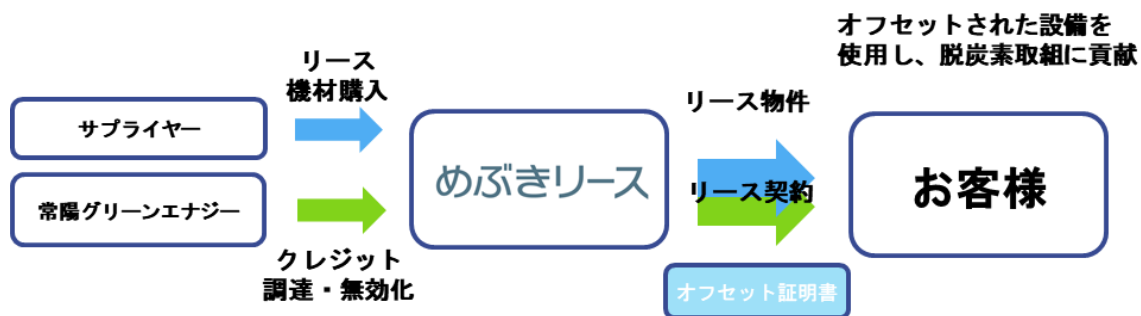 オフセットされた設備を
使用し、脱炭素取組に貢献
リース
機材購入
リース物件
サプライヤー
めぶきリース
お客様
リース契約
常陽グリーンエナジー
クレジット
調達・無効化
オフセット証明書